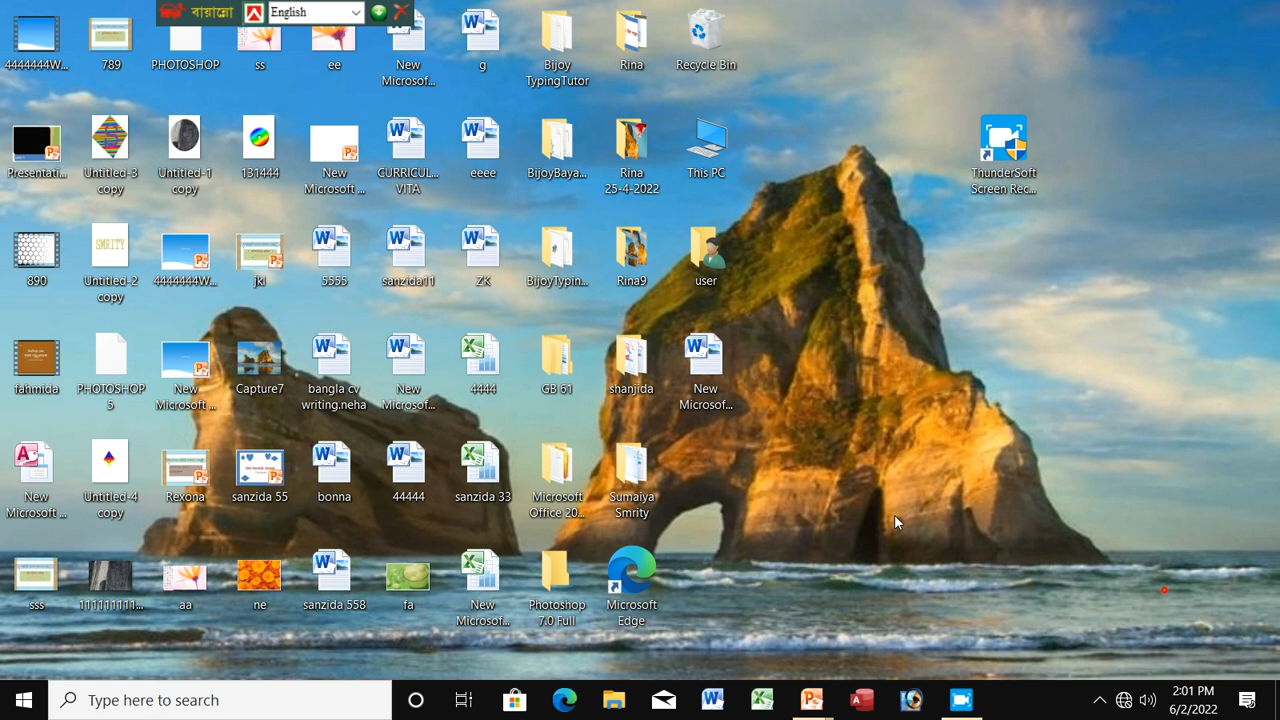 বায়ান্নো English
4444444W...
789
PHOTOSHOP
ss
ee
New
Microsof...
g
Bijoy
TypingTutor
Rina
Recycle Bin
Presentati...
Untitled-3
copy
Untitled-1
copy
131444
New
Microsoft ...
CURRICUL...
VITA
eeee
BijoyBaya...
Rina
25-4-2022
This PC
ThunderSoft
Screen Rec...
890
SMRITY
Untitled-2
copy
4444444W...
jkl
5555
sanzida11
ZK
BijoyTypin...
Rina9
user
fahmida
PHOTOSHOP
5
New
Microsoft ...
Capture7
bangla cv
writing.neha
New
Microsof...
4444
GB 61
shanjida
New
Microsof...
New
Microsoft ...
Untitled-4
copy
Rexona
sanzida 55
bonna
44444
sanzida 33
Microsoft
Office 20...
Sumaiya
Smrity
sss
111111111...
aa
ne
sanzida 558
fa
New
Microsof...
Photoshop
7.0 Full
Microsoft
Edge
Type here to search
2:01 PM
6/2/2022